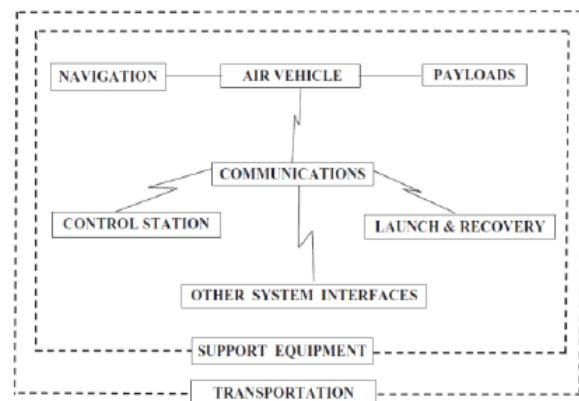 NAVIGATION
AIR VEHICLE
PAYLOADS
COMMUNICATIONS
CONTROL STATION
LAUNCH & RECOVERY
OTHER SYSTEM INTERFACES
SUPPORT EQUIPMENT
TRANSPORTATION